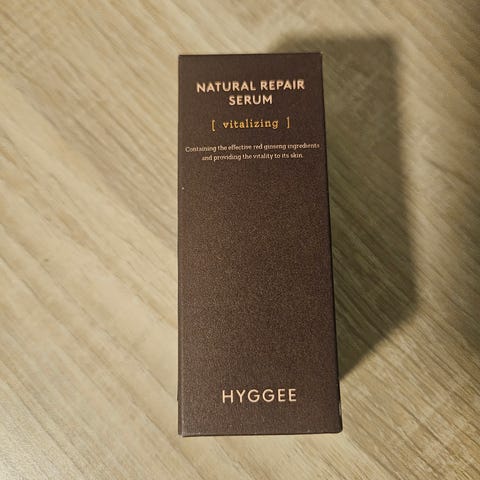 NATURAL REPAIR
SERUM
[ vitalizing ]
Containing the effective red ginseng ingredients
and providing the vitality to its skin.
HYGGEE